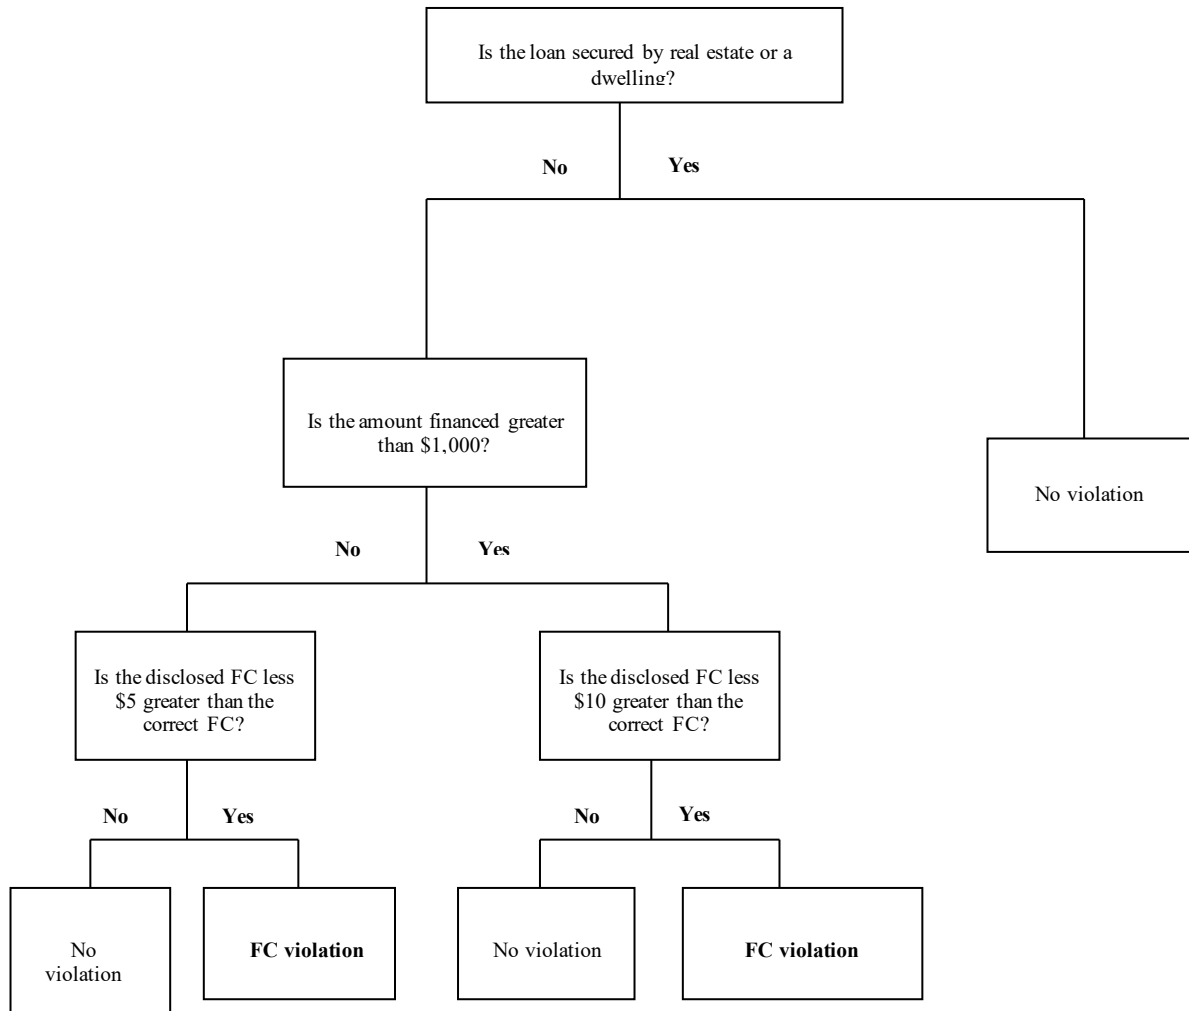 Is the loan secured by real estate or a
dwelling?
No
Yes
Is the amount financed greater
than $1,000?
No violation
No
Yes
Is the disclosed FC less
$5 greater than the
correct FC?
Is the disclosed FC less
$10 greater than the
correct FC?
No
Yes
No
Yes
No
violation
FC violation
No violation
FC violation